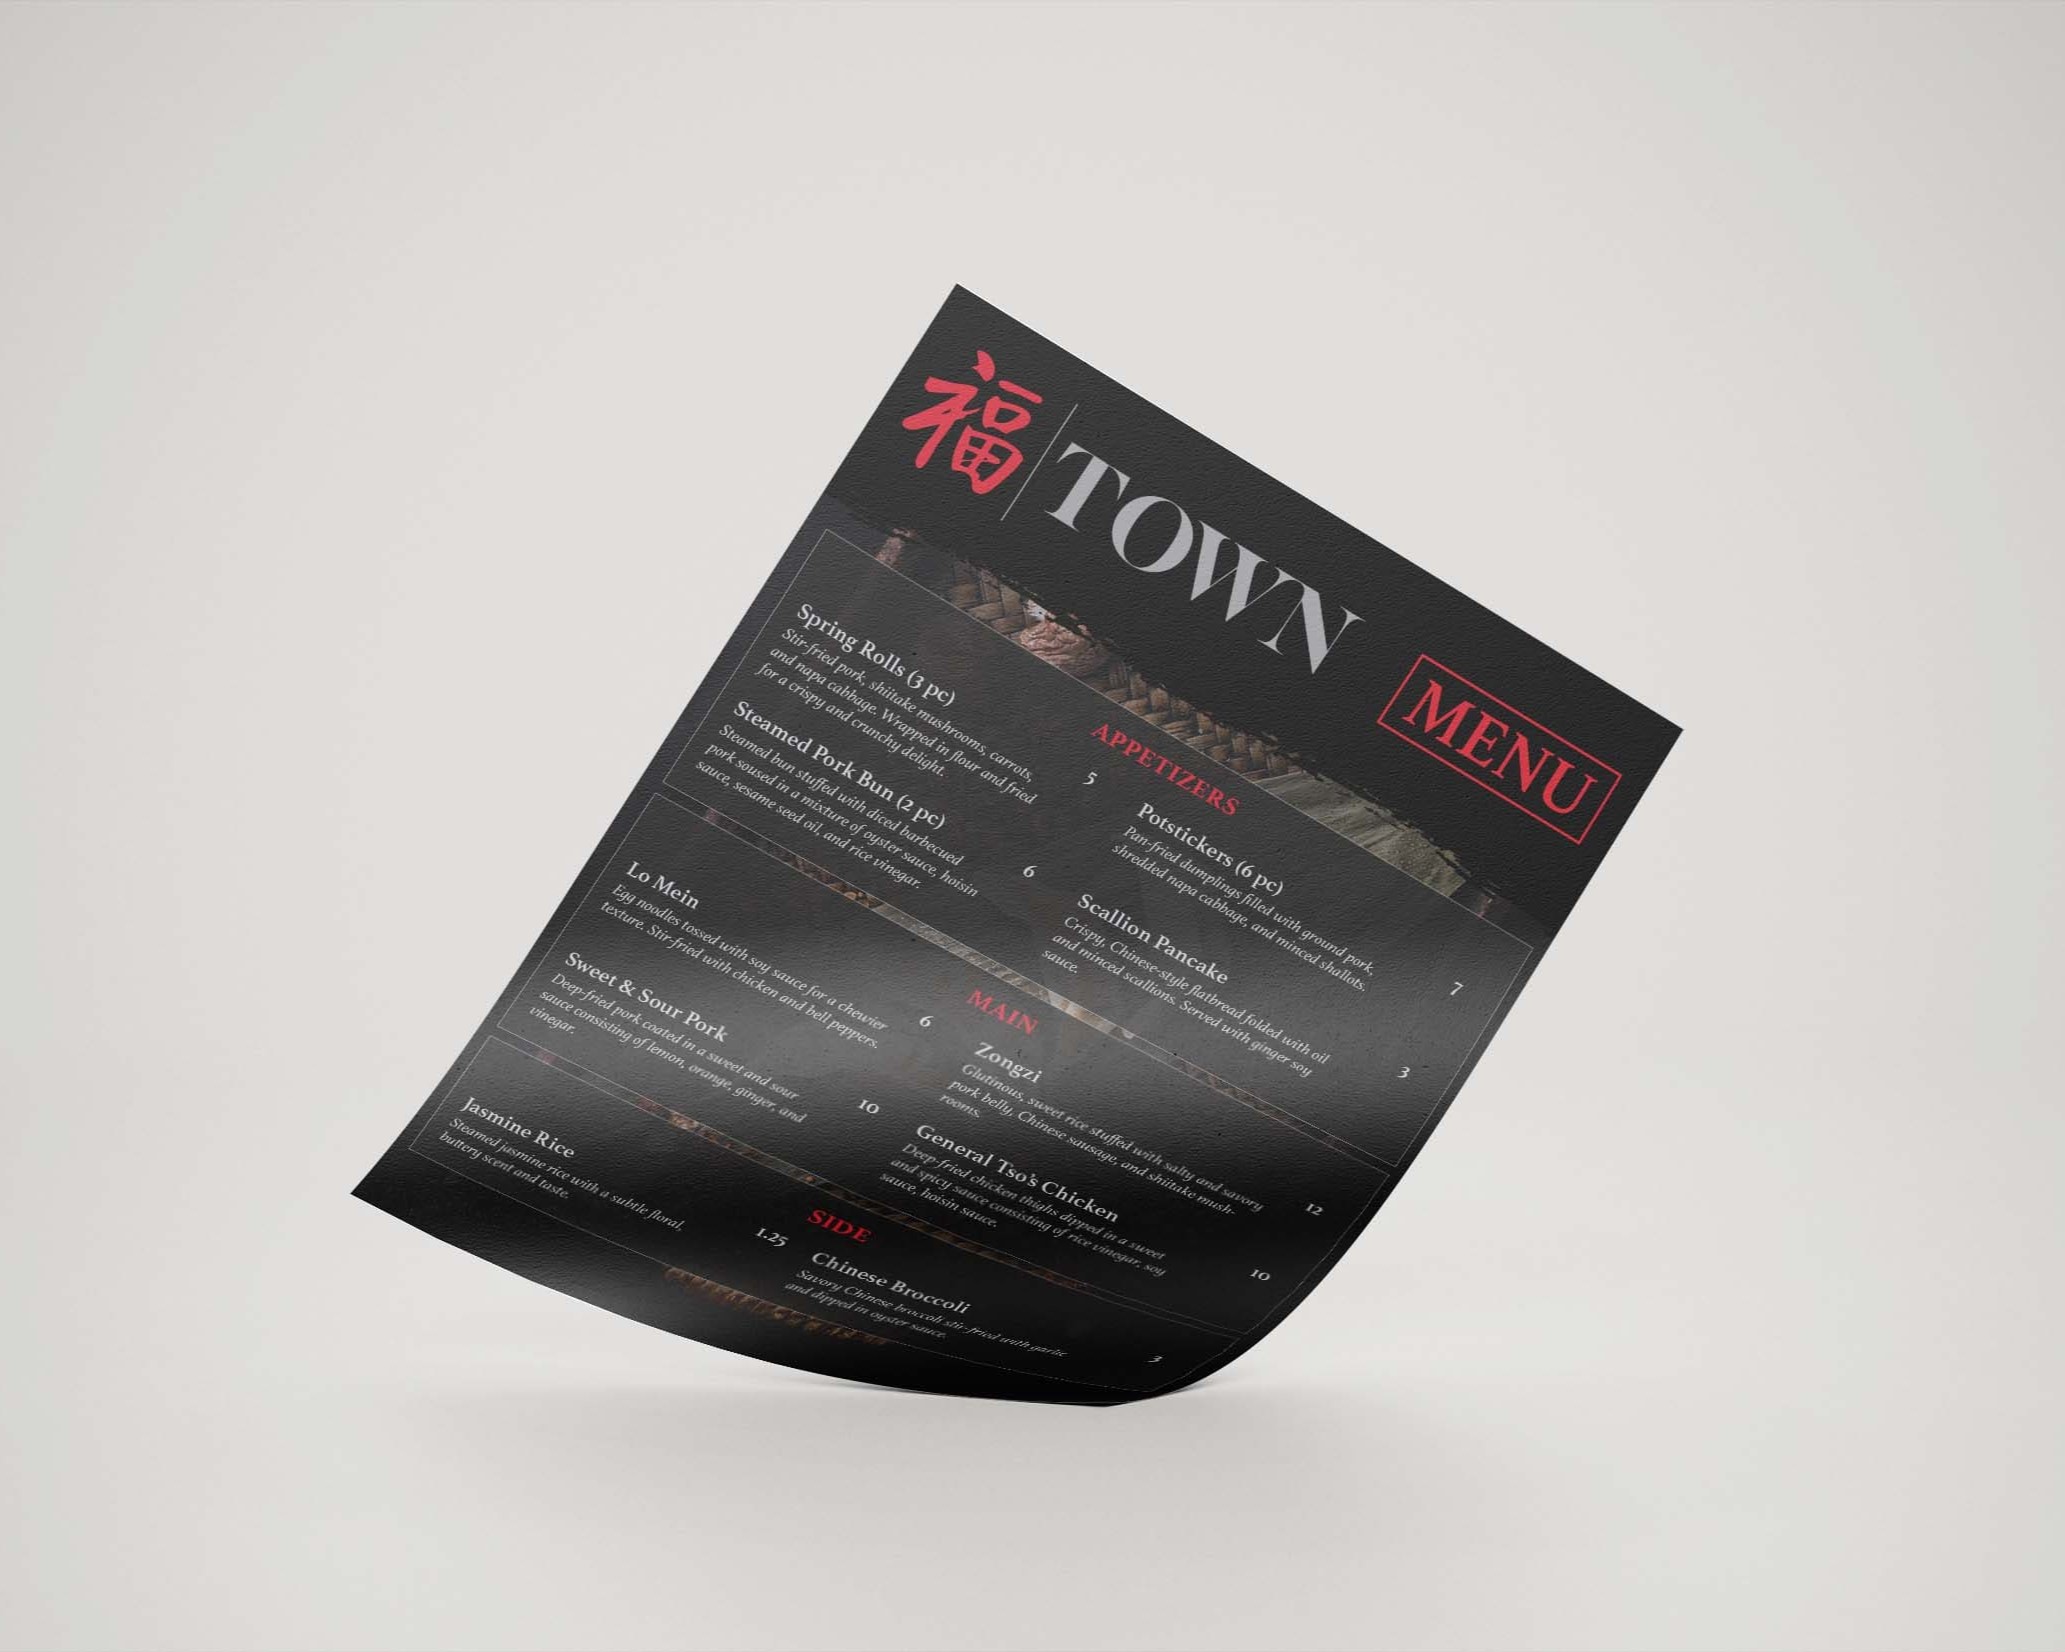 福
TOWN
MENU
APPETIZERS
Spring Rolls (3 pc)
Stir-fried pork, shiitake mushrooms, carrots,
and napa cabbage. Wrapped in flour and fried
for a crispy and crunchy delight.
5
Steamed Pork Bun (2 pc)
Steamed bun stuffed with diced barbecued
pork soused in a mixture of oyster sauce, hoisin
sauce, sesame seed oil, and rice vinegar.
6
Potstickers (6 pc)
Pan-fried dumplings filled with ground pork,
shredded napa cabbage, and minced shallots.
7
Scallion Pancake
Crispy, Chinese-style flatbread folded with oil
and minced scallions. Served with ginger soy
sauce.
3
MAIN
Lo Mein
Egg noodles tossed with soy sauce for a chewier
texture. Stir-fried with chicken and bell peppers.
6
Sweet & Sour Pork
Deep-fried pork coated in a sweet and sour
sauce consisting of lemon, orange, ginger, and
vinegar.
10
Zongzi
Glutinous, sweet rice stuffed with salty and savory
pork belly, Chinese sausage, and shiitake mush-
rooms.
12
General Tso's Chicken
Deep-fried chicken thighs dipped in a sweet
and spicy sauce consisting of rice vinegar, soy
sauce, hoisin sauce.
10
SIDE
Jasmine Rice
Steamed jasmine rice with a subtle floral,
buttery scent and taste.
1.25
Chinese Broccoli
Savory Chinese broccoli stir-fried with garlic
and dipped in oyster sauce.
3